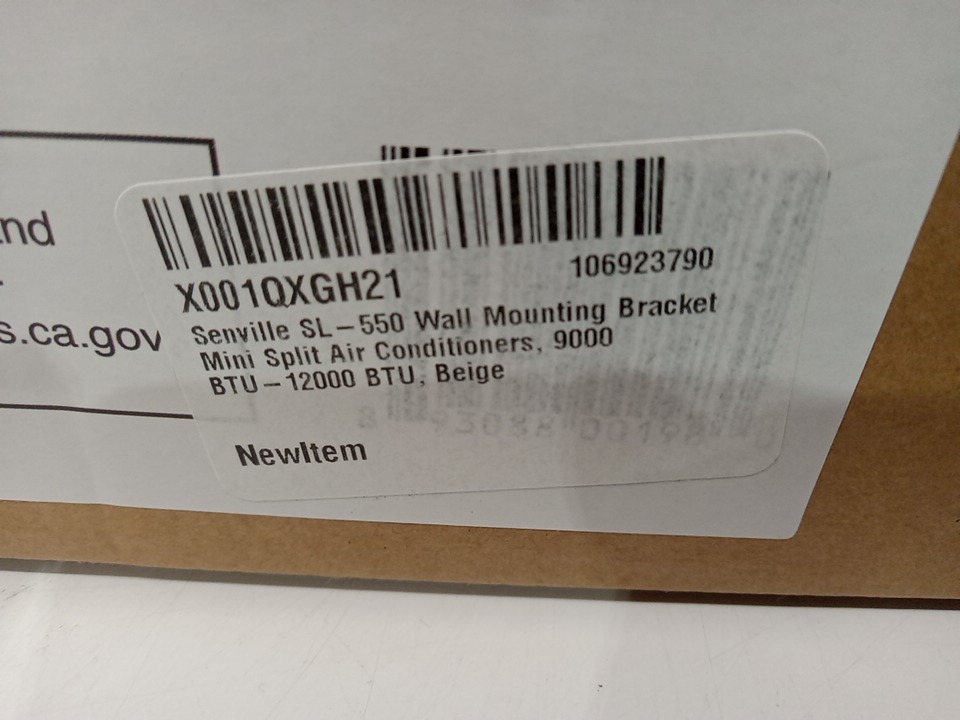 nd
s.ca.gov
106923790
X001QXGH21
Senville SL-550 Wall Mounting Bracket
Mini Split Air Conditioners, 9000
BTU-12000 BTU, Beige
NewItem